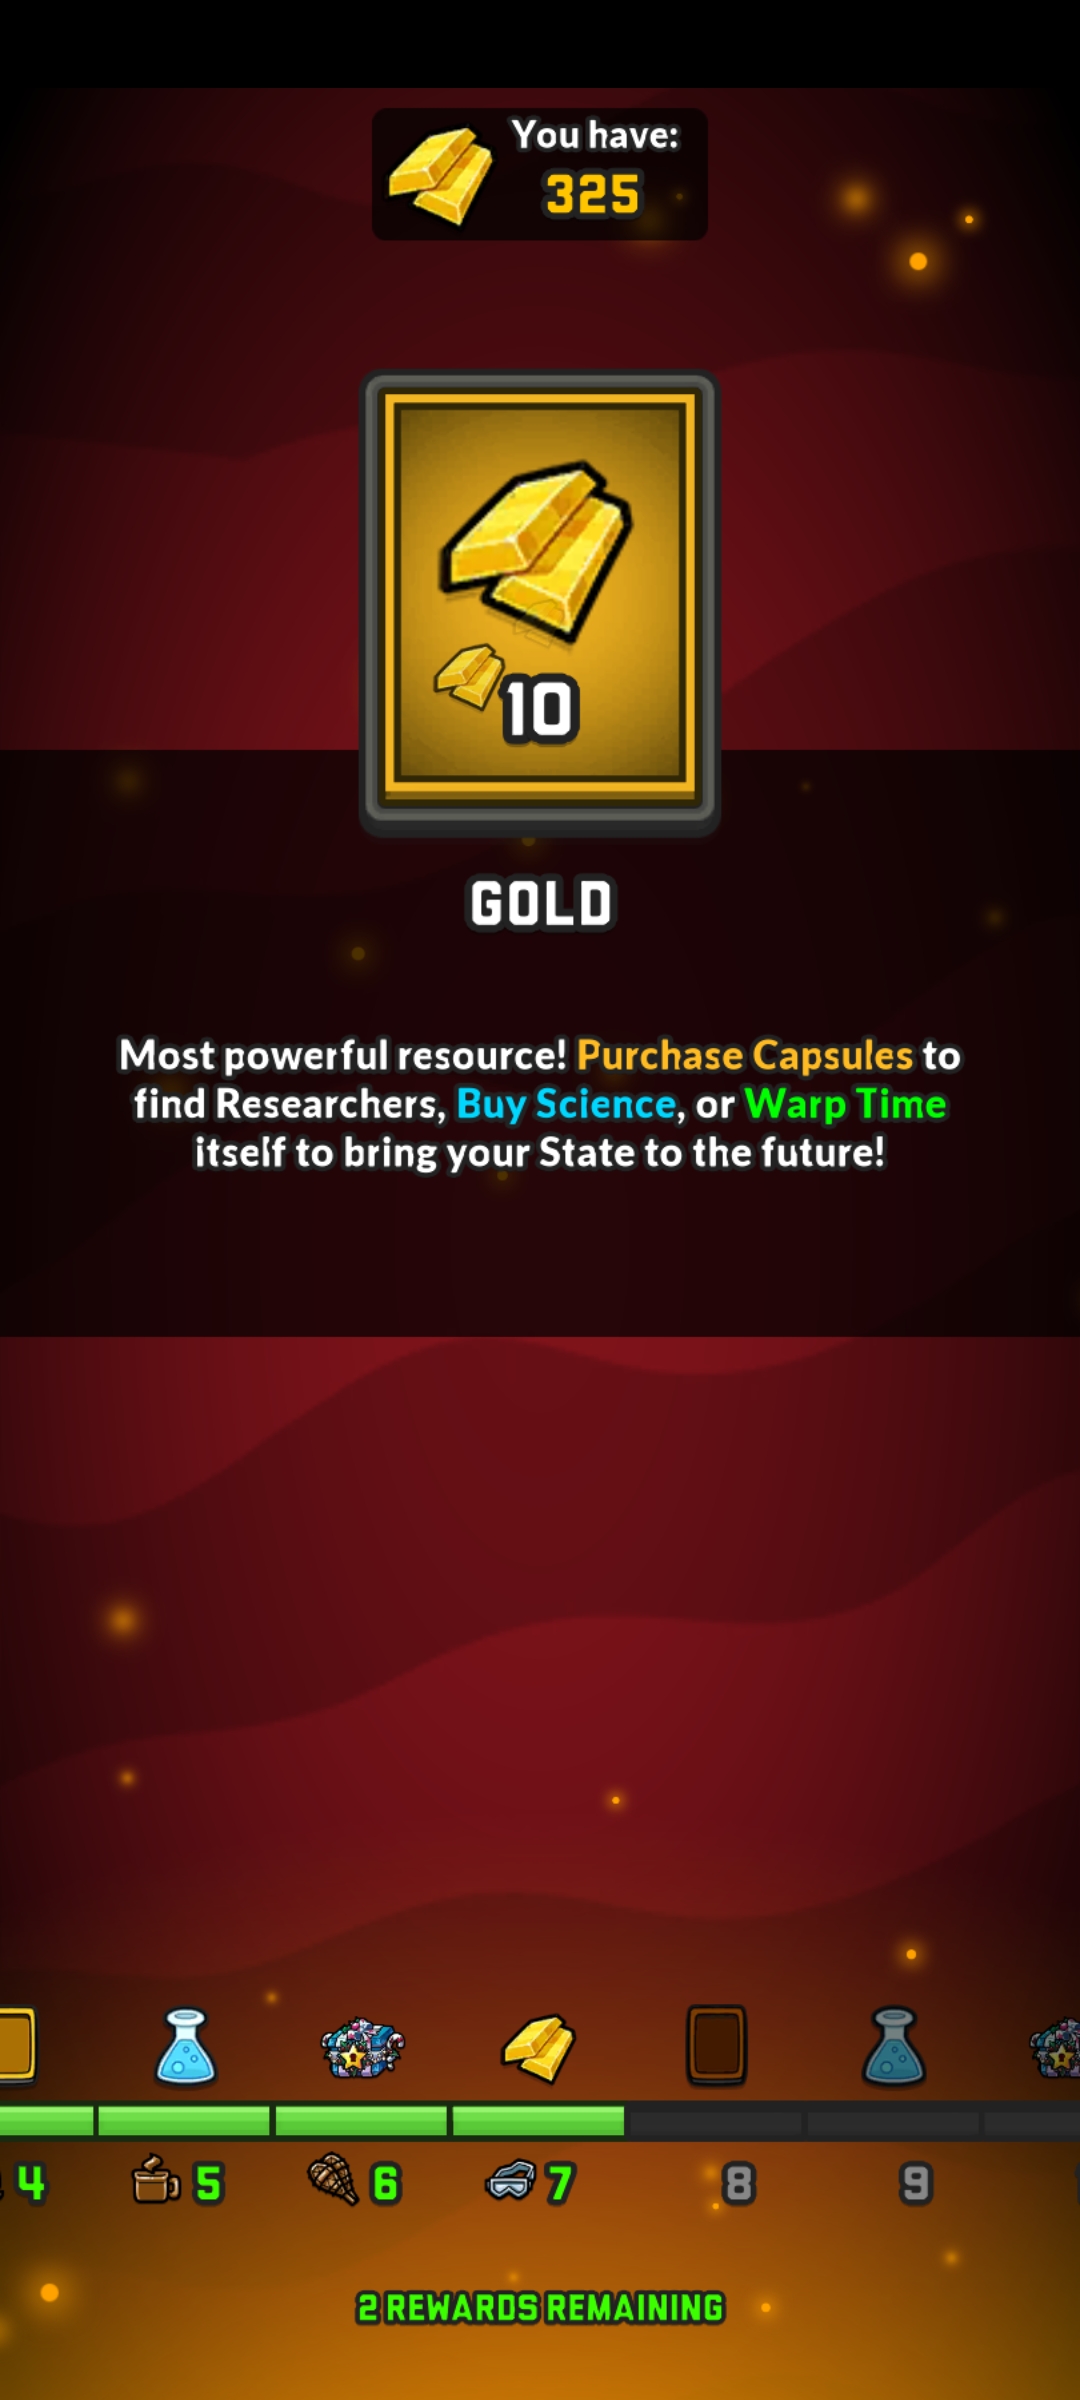 You have:
325
10
GOLD
Most powerful resource! Purchase Capsules to
find Researchers, Buy Science, or Warp Time
itself to bring your State to the future!
4 5 6 7 8 9
2 REWARDS REMAINING